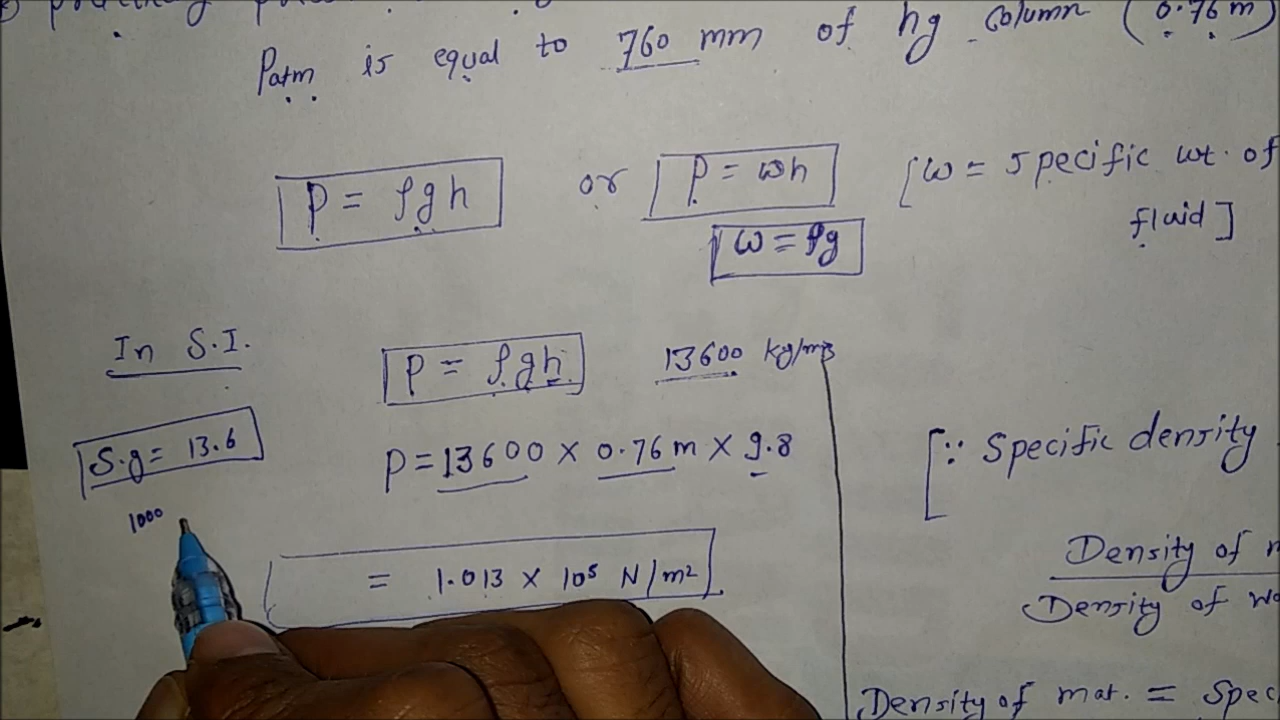 of Hg column (0.76m)
Patm is equal to 760 mm
P = ρgh or P = ωh [ω = specific wt. of
fluid]
ω = ρg
In S.I. P = ρgh 13600 kg/m3
S.g = 13.6 P = 13600 × 0.76 m × 9.8 [∵ Specific density
1000
= 1.013 × 10⁵ N/m² Density of
Density of
Density of mat. =